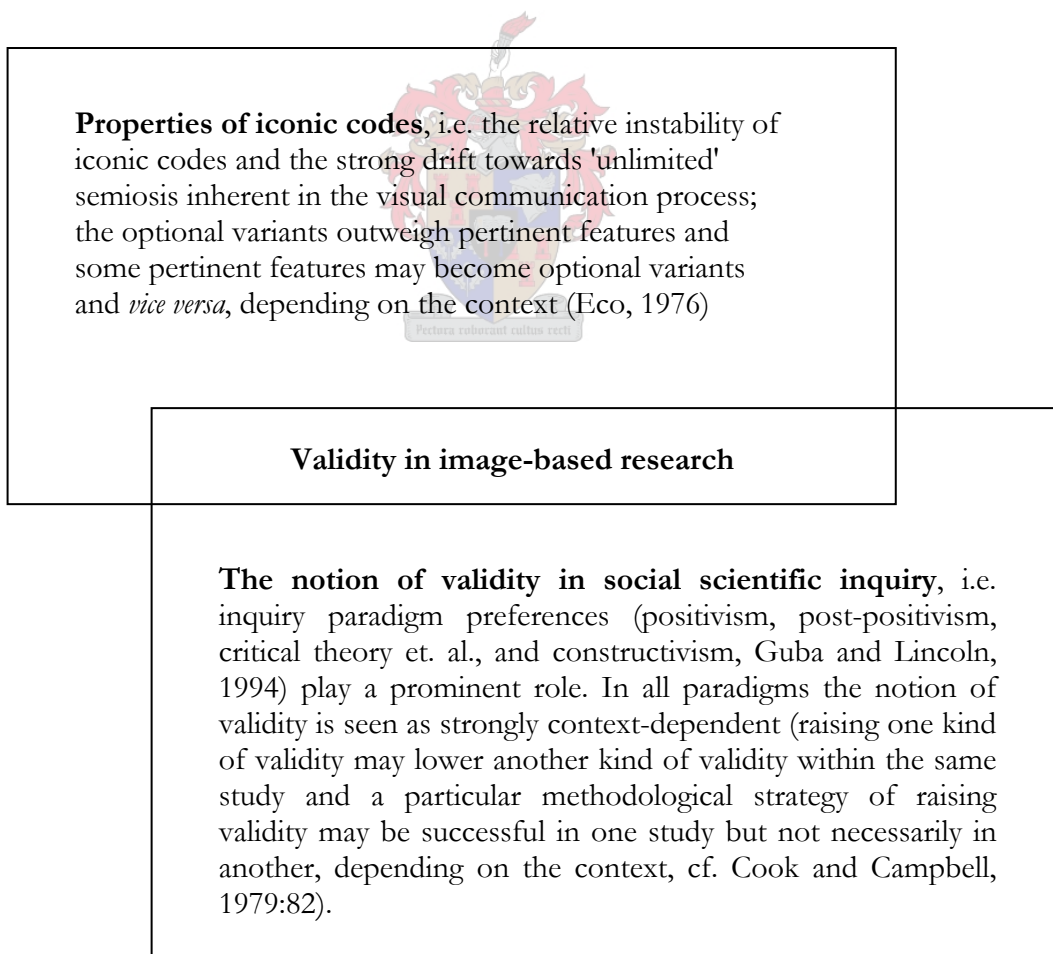 Properties of iconic codes, i.e. the relative instability of
iconic codes and the strong drift towards 'unlimited'
semiosis inherent in the visual communication process;
the optional variants outweigh pertinent features and
some pertinent features may become optional variants
and vice versa, depending on the context (Eco, 1976)
Pectora roborant cultus recti
Validity in image-based research
The notion of validity in social scientific inquiry, i.e.
inquiry paradigm preferences (positivism, post-positivism,
critical theory et. al., and constructivism, Guba and Lincoln,
1994) play a prominent role. In all paradigms the notion of
validity is seen as strongly context-dependent (raising one kind
of validity may lower another kind of validity within the same
study and a particular methodological strategy of raising
validity may be successful in one study but not necessarily in
another, depending on the context, cf. Cook and Campbell,
1979:82).